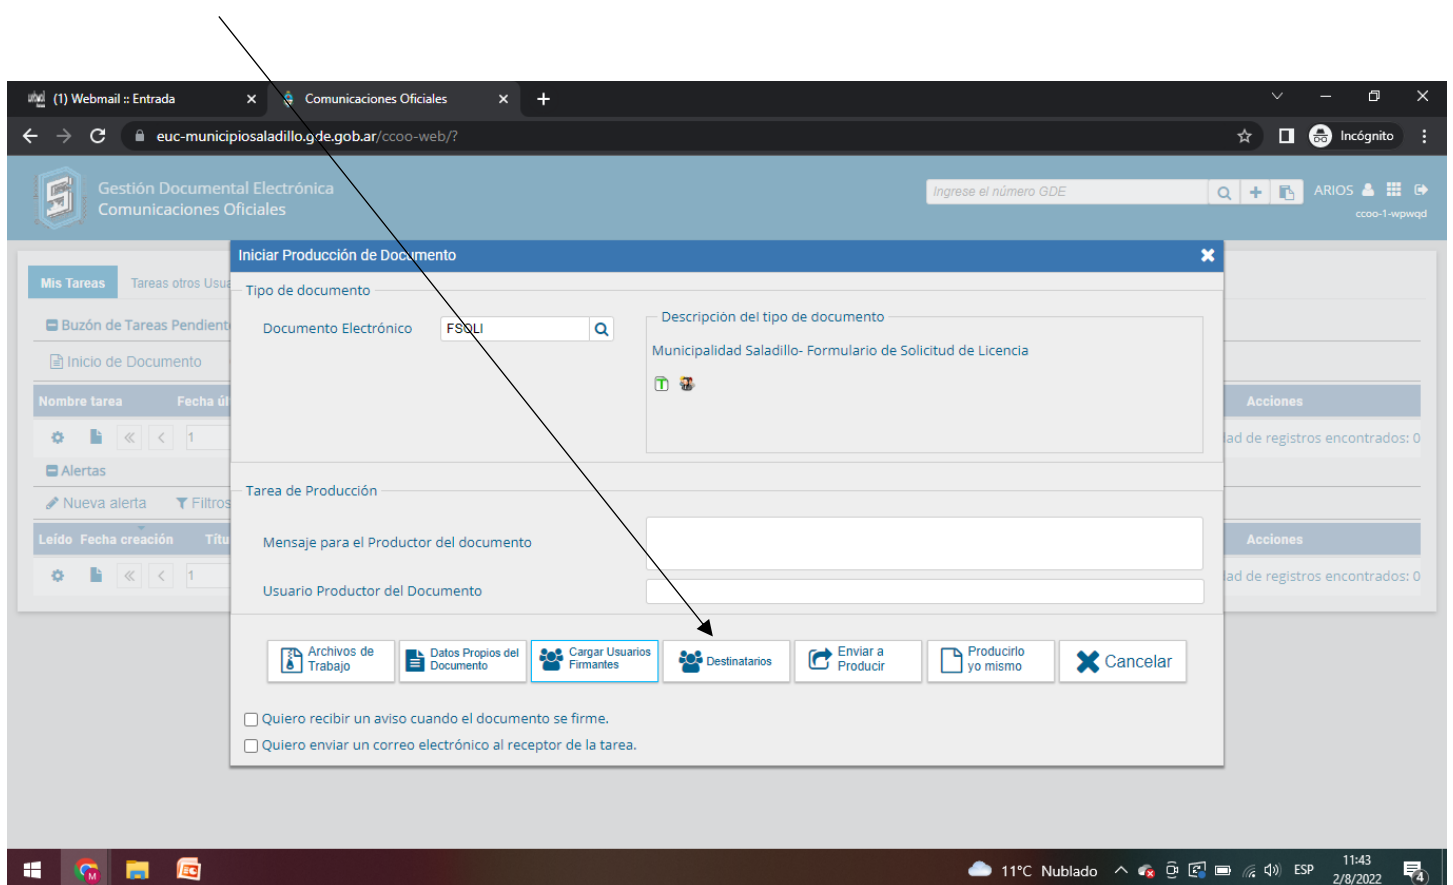 (1) Webmail :: Entrada
Comunicaciones Oficiales
euc-municipiosaladillo.gde.gob.ar/ccoo-web/?
Incógnito
Gestión Documental Electrónica
Comunicaciones Oficiales
Ingrese el número GDE
ARIOS
ccoo-1-wpwqd
Iniciar Producción de Documento
Mis Tareas
Tareas otros Usua
Tipo de documento
Buzón de Tareas Pendient
Documento Electrónico
FSOLI
Descripción del tipo de documento
Municipalidad Saladillo- Formulario de Solicitud de Licencia
Inicio de Documento
Nombre tarea
Fecha úl
Acciones
1
dad de registros encontrados: 0
Alertas
Tarea de Producción
Nueva alerta
Filtros
Leído
Fecha creación
Títu
Acciones
Mensaje para el Productor del documento
1
dad de registros encontrados: 0
Usuario Productor del Documento
Archivos de
Trabajo
Datos Propios del
Documento
Cargar Usuarios
Firmantes
Destinatarios
Enviar a
Producir
Producirlo
yo mismo
Cancelar
Quiero recibir un aviso cuando el documento se firme.
Quiero enviar un correo electrónico al receptor de la tarea.
11°C Nublado
ESP
11:43
2/8/2022
4